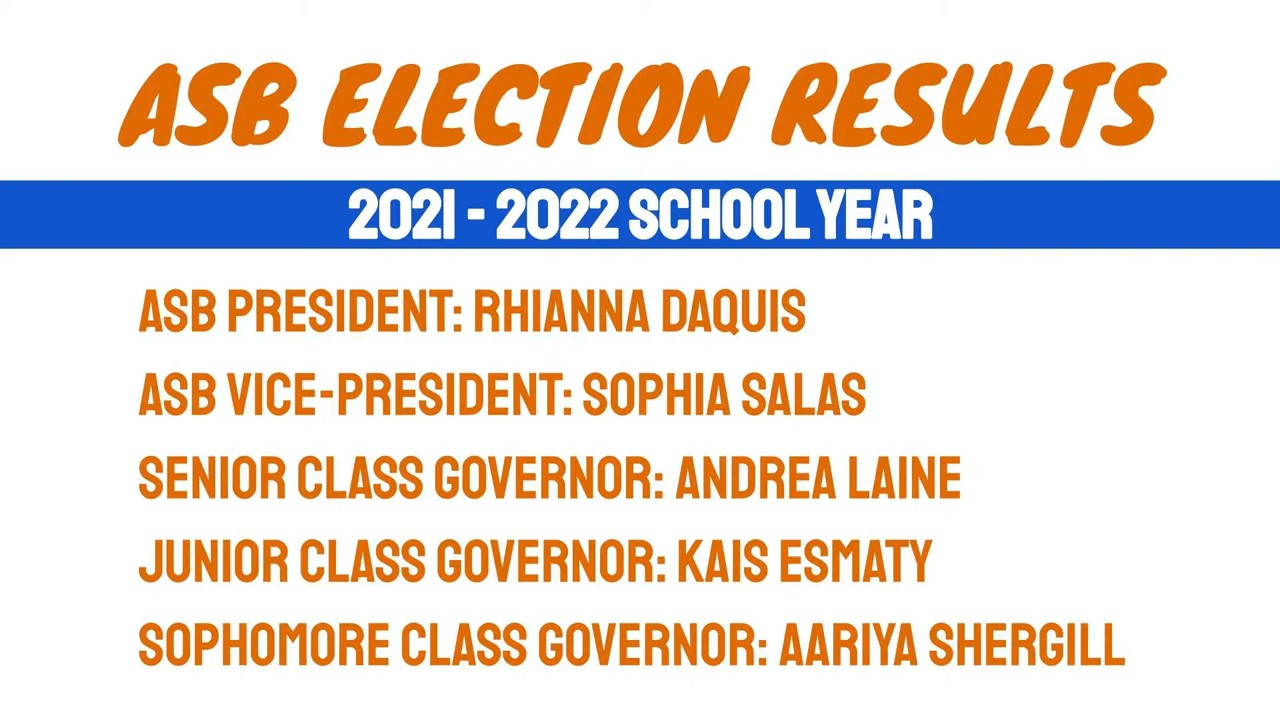 ASB ELECTION RESULTS
2021 - 2022 SCHOOL YEAR
ASB PRESIDENT: RHIANNA DAQUIS
ASB VICE-PRESIDENT: SOPHIA SALAS
SENIOR CLASS GOVERNOR: ANDREA LAINE
JUNIOR CLASS GOVERNOR: KAIS ESMATY
SOPHOMORE CLASS GOVERNOR: AARIYA SHERGILL